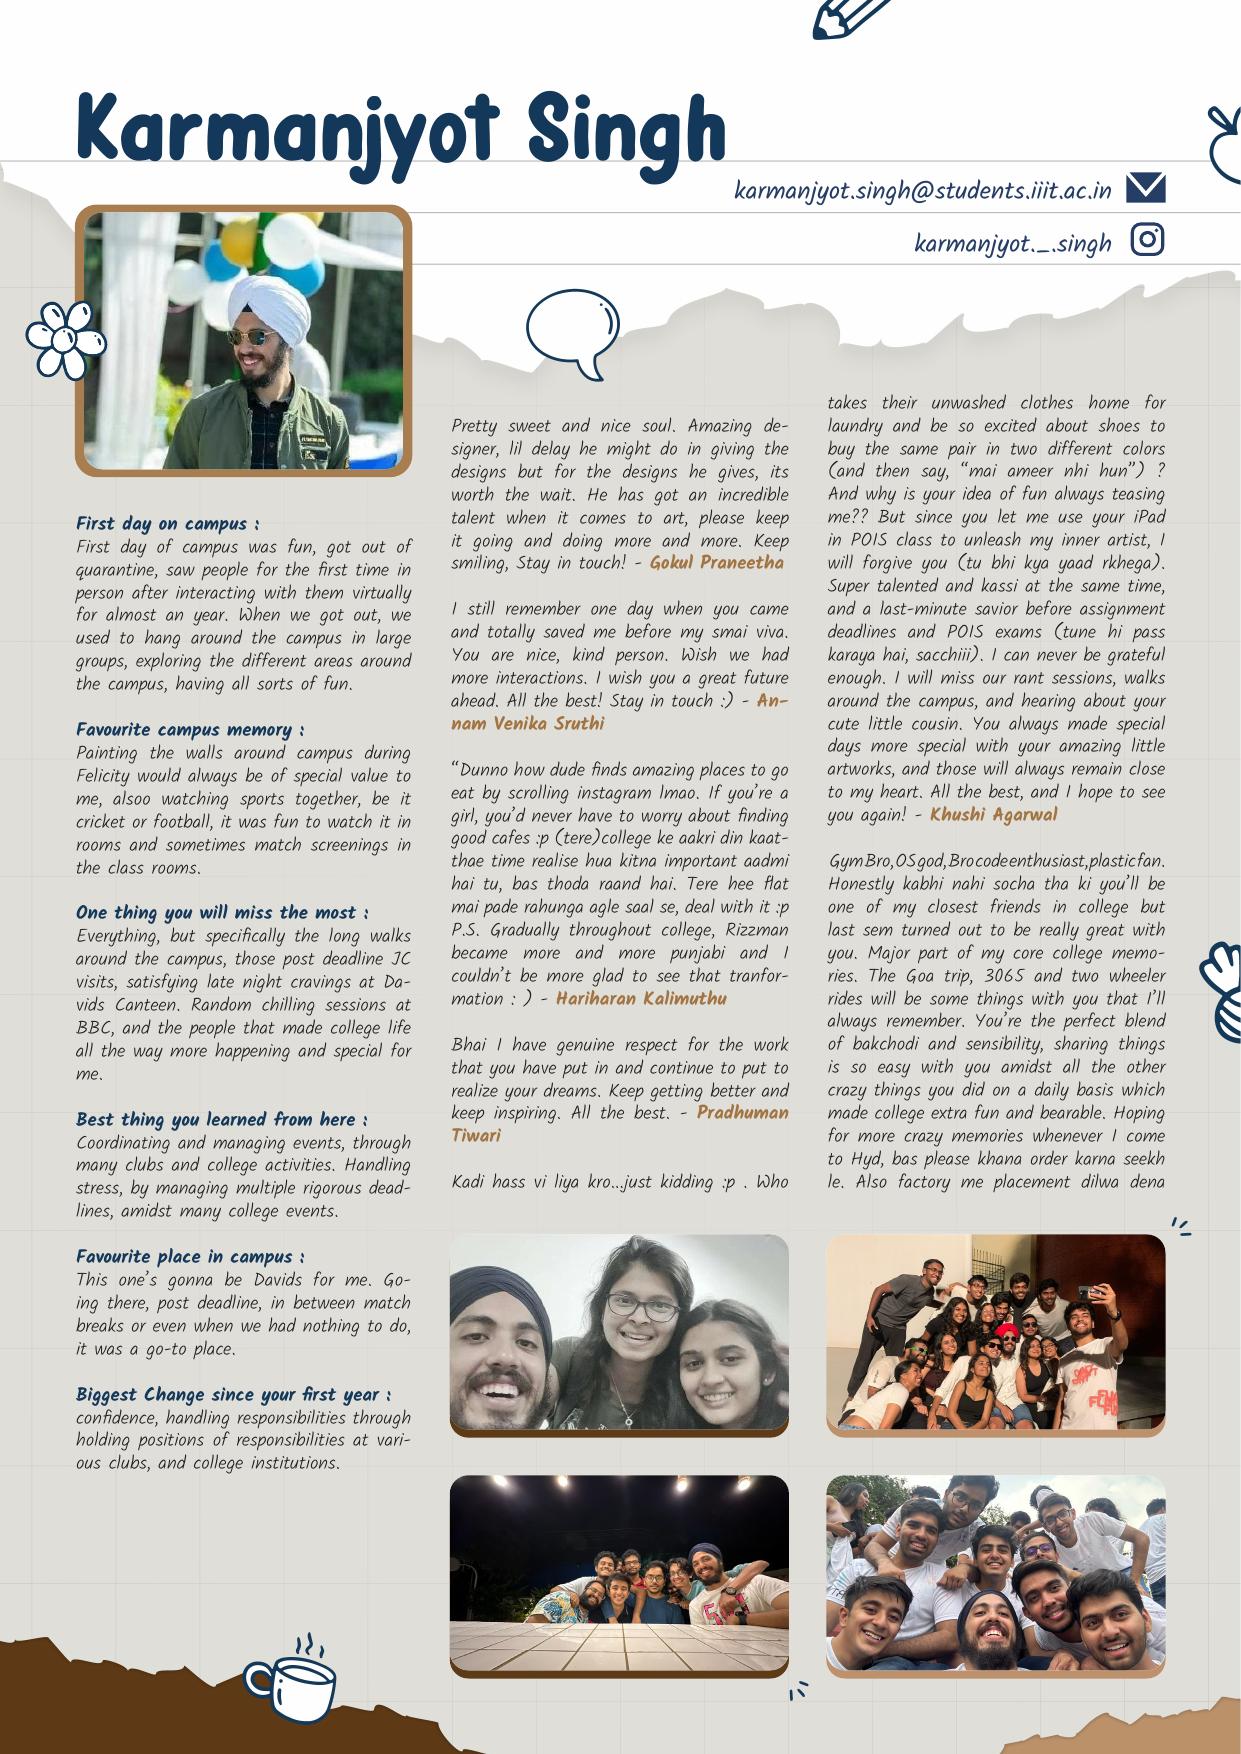 Karmanjyot Singh
karmanjyot.singh@students.iiit.ac.in
karmanjyot._.singh
First day on campus :
First day of campus was fun, got out of
quarantine, saw people for the first time in
person after interacting with them virtually
for almost an year. When we got out, we
used to hang around the campus in large
groups, exploring the different areas around
the campus, having all sorts of fun.
Favourite campus memory :
Painting the walls around campus during
Felicity would always be of special value to
me, alsoo watching sports together, be it
cricket or football, it was fun to watch it in
rooms and sometimes match screenings in
the class rooms.
One thing you will miss the most :
Everything, but specifically the long walks
around the campus, those post deadline JC
visits, satisfying late night cravings at Da-
vids Canteen. Random chilling sessions at
BBC, and the people that made college life
all the way more happening and special for
me.
Best thing you learned from here :
Coordinating and managing events, through
many clubs and college activities. Handling
stress, by managing multiple rigorous dead-
lines, amidst many college events.
Favourite place in campus :
This one's gonna be Davids for me. Go-
ing there, post deadline, in between match
breaks or even when we had nothing to do,
it was a go-to place.
Biggest Change since your first year :
confidence, handling responsibilities through
holding positions of responsibilities at vari-
ous clubs, and college institutions.
Pretty sweet and nice soul. Amazing de-
signer, lil delay he might do in giving the
designs but for the designs he gives, its
worth the wait. He has got an incredible
talent when it comes to art, please keep
it going and doing more and more. Keep
smiling, Stay in touch! - Gokul Praneetha
I still remember one day when you came
and totally saved me before my smai viva.
You are nice, kind person. Wish we had
more interactions. I wish you a great future
ahead. All the best! Stay in touch :) - An-
nam Venika Sruthi
“Dunno how dude finds amazing places to go
eat by scrolling instagram lmao. If you're a
girl, you'd never have to worry about finding
good cafes :p (tere)college ke aakri din kaat-
thae time realise hua kitna important aadmi
hai tu, bas thoda raand hai. Tere hee flat
mai pade rahunga agle saal se, deal with it :p
P.S. Gradually throughout college, Rizzman
became more and more punjabi and I
couldn't be more glad to see that tranfor-
mation : ) - Hariharan Kalimuthu
Bhai I have genuine respect for the work
that you have put in and continue to put to
realize your dreams. Keep getting better and
keep inspiring. All the best. - Pradhuman
Tiwari
Kadi hass vi liya kro...just kidding :p . Who
takes their unwashed clothes home for
laundry and be so excited about shoes to
buy the same pair in two different colors
(and then say, “mai ameer nhi hun”) ?
And why is your idea of fun always teasing
me?? But since you let me use your iPad
in POIS class to unleash my inner artist, I
will forgive you (tu bhi kya yaad rkhega).
Super talented and kassi at the same time,
and a last-minute savior before assignment
deadlines and POIS exams (tune hi pass
karaya hai, sacchiii). I can never be grateful
enough. I will miss our rant sessions, walks
around the campus, and hearing about your
cute little cousin. You always made special
days more special with your amazing little
artworks, and those will always remain close
to my heart. All the best, and I hope to see
you again! - Khushi Agarwal
Gym Bro, OS god, Bro code enthusiast, plastic fan.
Honestly kabhi nahi socha tha ki you'll be
one of my closest friends in college but
last sem turned out to be really great with
you. Major part of my core college memo-
ries. The Goa trip, 3065 and two wheeler
rides will be some things with you that I'll
always remember. You're the perfect blend
of bakchodi and sensibility, sharing things
is so easy with you amidst all the other
crazy things you did on a daily basis which
made college extra fun and bearable. Hoping
for more crazy memories whenever I come
to Hyd, bas please khana order karna seekh
le. Also factory me placement dilwa dena